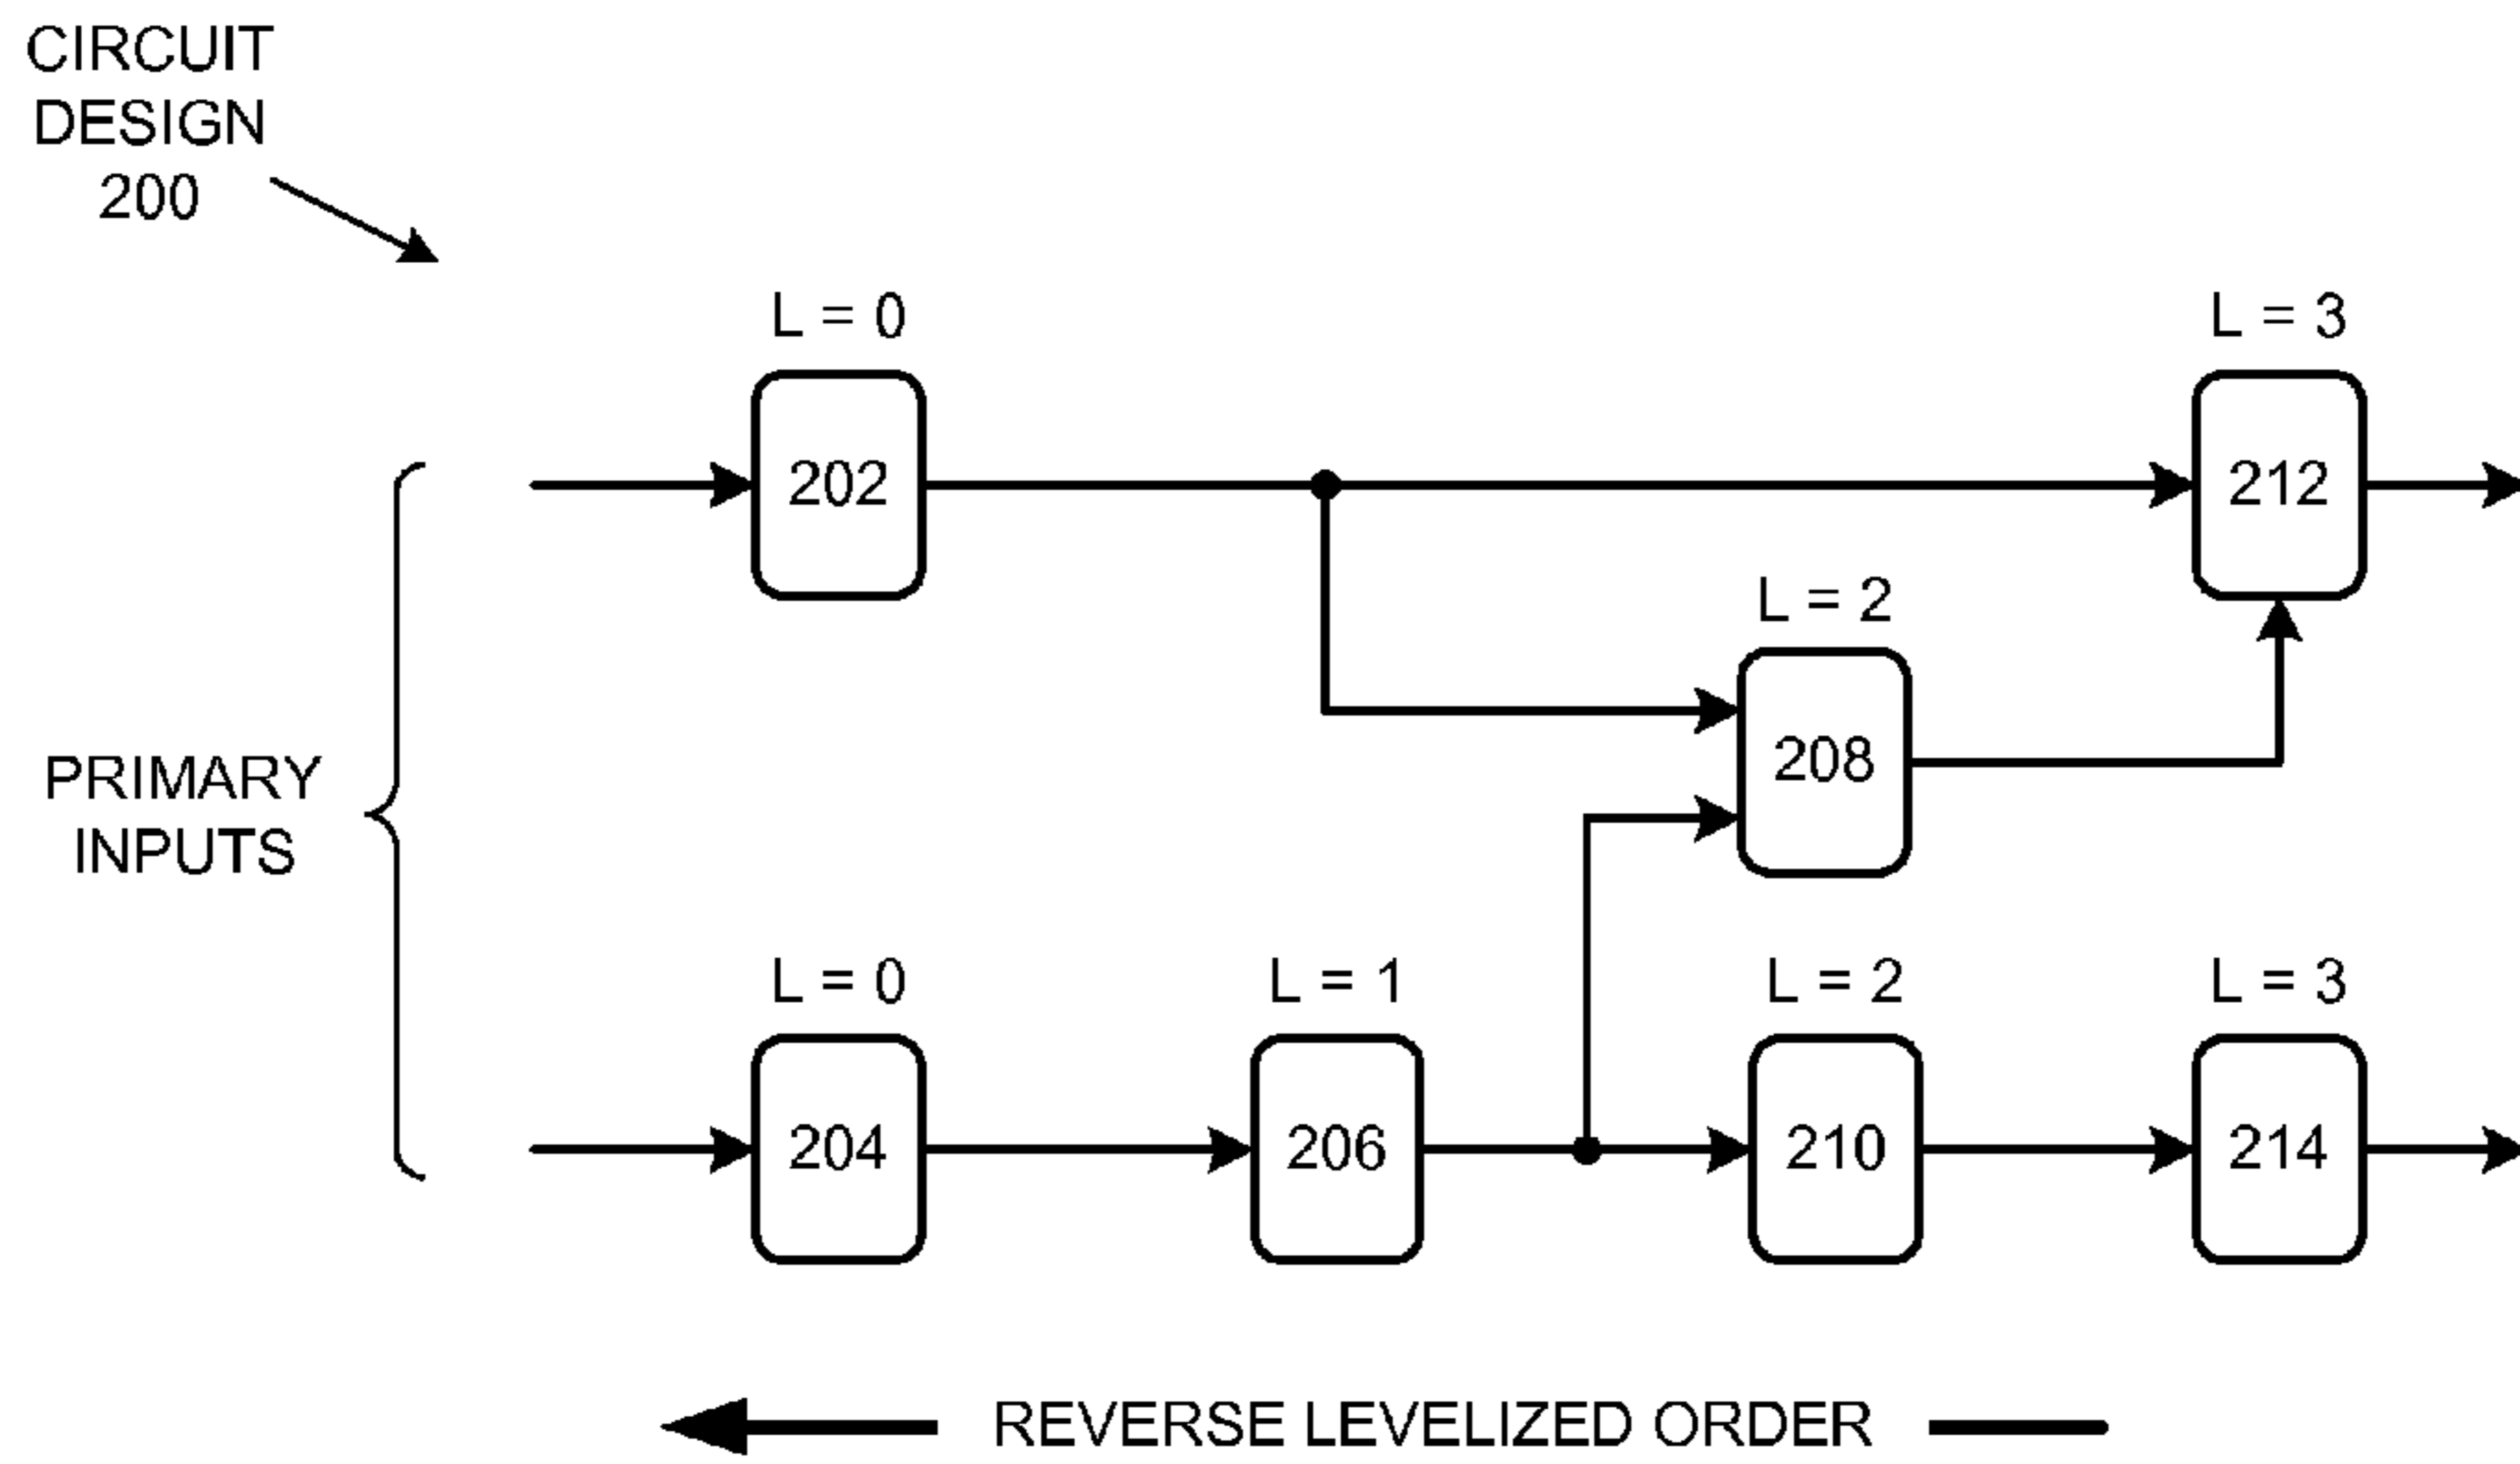 CIRCUIT
DESIGN
200
L = 0
L = 3
202
212
L = 2
208
PRIMARY
INPUTS
L = 0
L = 1
L = 2
L = 3
204
206
210
214
REVERSE LEVELIZED ORDER